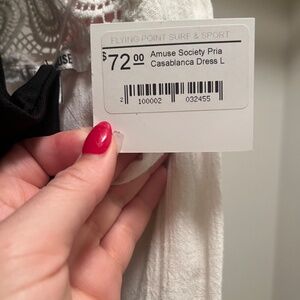 FLYING POINT SURF & SPORT
$72.00
Amuse Society Pria
Casablanca Dress L
2 100002 032455